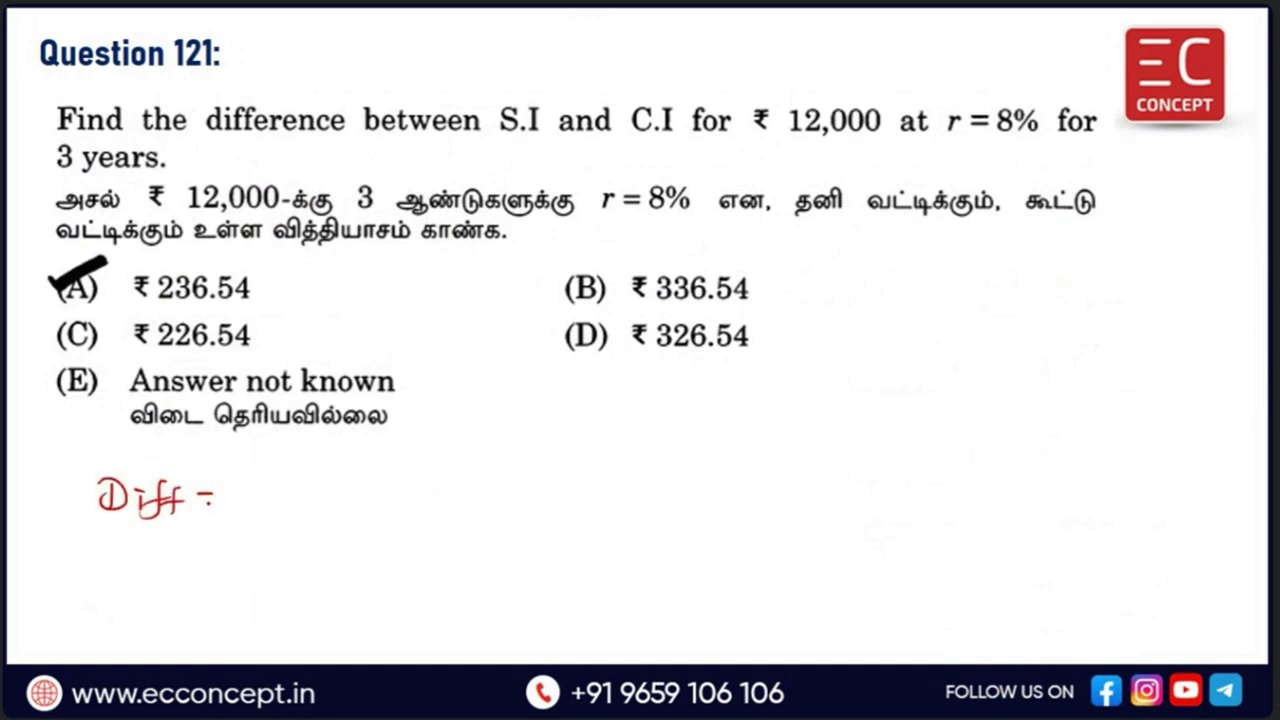 Question 121:
EC
CONCEPT
Find the difference between S.I and C.I for ₹ 12,000 at r = 8% for
3 years.
அசல் ₹ 12,000-க்கு 3 ஆண்டுகளுக்கு r = 8% என, தனி வட்டிக்கும், கூட்டு
வட்டிக்கும் உள்ள வித்தியாசம் காண்க.
(A) ₹ 236.54
(B) ₹ 336.54
(C) ₹ 226.54
(D) ₹ 326.54
(E) Answer not known
விடை தெரியவில்லை
Diff =
www.ecconcept.in
+91 9659 106 106
FOLLOW US ON